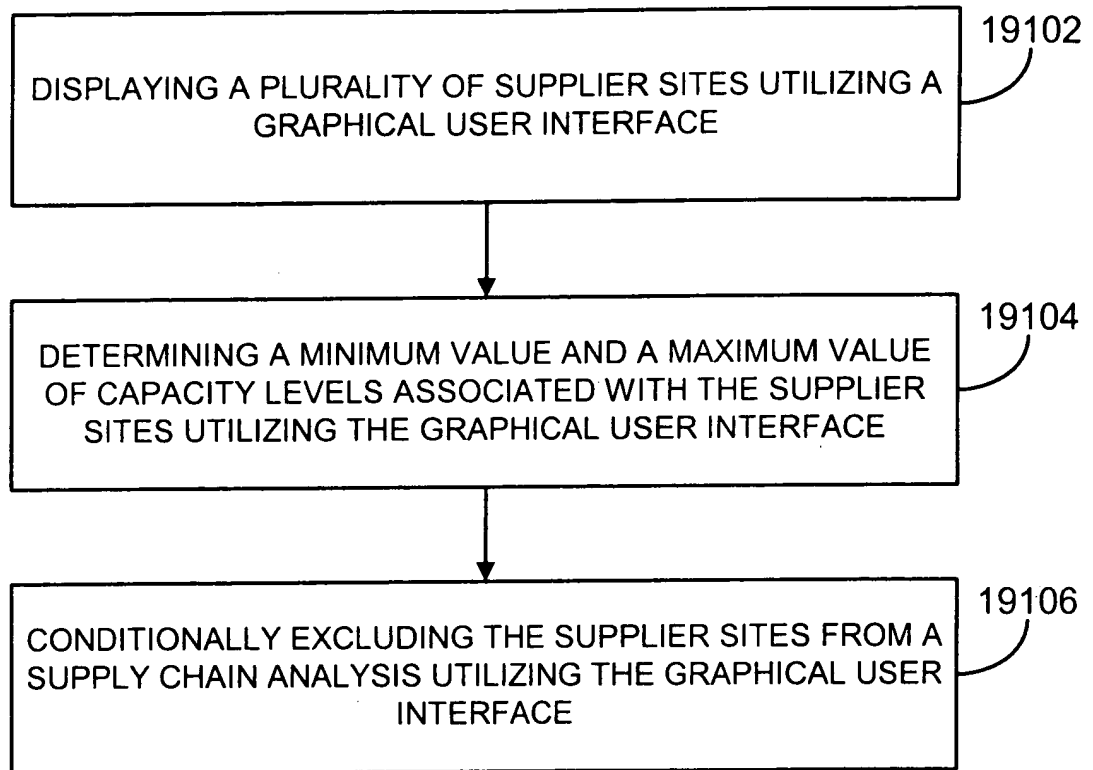 19102
DISPLAYING A PLURALITY OF SUPPLIER SITES UTILIZING A
GRAPHICAL USER INTERFACE
19104
DETERMINING A MINIMUM VALUE AND A MAXIMUM VALUE
OF CAPACITY LEVELS ASSOCIATED WITH THE SUPPLIER
SITES UTILIZING THE GRAPHICAL USER INTERFACE
19106
CONDITIONALLY EXCLUDING THE SUPPLIER SITES FROM A
SUPPLY CHAIN ANALYSIS UTILIZING THE GRAPHICAL USER
INTERFACE